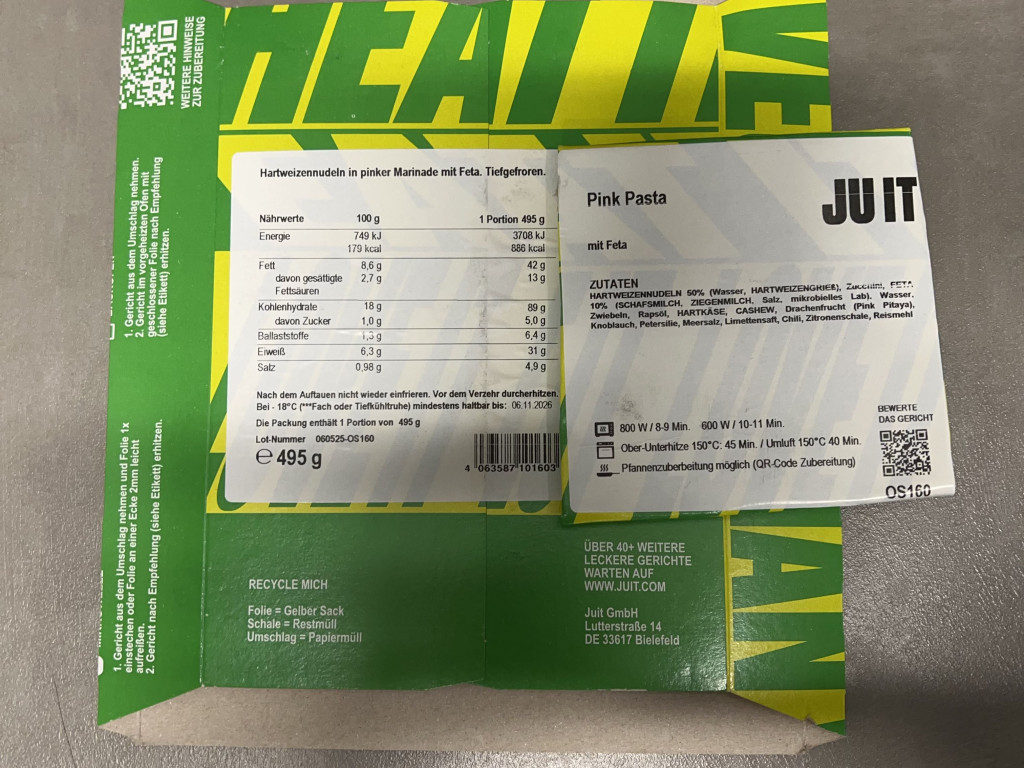 HEAT
WEITERE HINWEISE
ZUR ZUBEREITUNG
1. Gericht aus dem Umschlag nehmen.
2. Gericht im vorgeheizten Ofen mit
geschlossener Folie nach Empfehlung
(siehe Etikett) erhitzen.
1. Gericht aus dem Umschlag nehmen und Folie 1x
einstechen oder Folie an einer Ecke 2mm leicht
aufreißen.
2. Gericht nach Empfehlung (siehe Etikett) erhitzen.
Hartweizennudeln in pinker Marinade mit Feta. Tiefgefroren.
Nährwerte 100 g 1 Portion 495 g
Energie 749 kJ 3708 kJ
179 kcal 886 kcal
Fett 8,6 g 42 g
davon gesättigte 2,7 g 13 g
Fettsäuren
Kohlenhydrate 18 g 89 g
davon Zucker 1,0 g 5,0 g
Ballaststoffe 1,3 g 6,4 g
Eiweiß 6,3 g 31 g
Salz 0,98 g 4,9 g
Nach dem Auftauen nicht wieder einfrieren. Vor dem Verzehr durcherhitzen.
Bei - 18°C (***Fach oder Tiefkühltruhe) mindestens haltbar bis: 06.11.2026
Die Packung enthält 1 Portion von 495 g
Lot-Nummer 060525-OS160
e 495 g
4 063587 101603
Pink Pasta
JU IT
mit Feta
ZUTATEN
HARTWEIZENNUDELN 50% (Wasser, HARTWEIZENGRIEß), Zucchini, FETA
10% (SCHAFSMILCH, ZIEGENMILCH, Salz, mikrobielles Lab), Wasser,
Zwiebeln, Rapsöl, HARTKÄSE, CASHEW, Drachenfrucht (Pink Pitaya),
Knoblauch, Petersilie, Meersalz, Limettensaft, Chili, Zitronenschale, Reismehl
800 W / 8-9 Min. 600 W / 10-11 Min.
Ober-Unterhitze 150°C: 45 Min. / Umluft 150°C 40 Min.
Pfannenzuberbeitung möglich (QR-Code Zubereitung)
BEWERTE
DAS GERICHT
OS160
RECYCLE MICH
Folie = Gelber Sack
Schale = Restmüll
Umschlag = Papiermüll
ÜBER 40+ WEITERE
LECKERE GERICHTE
WARTEN AUF
WWW.JUIT.COM
Juit GmbH
Lutterstraße 14
DE 33617 Bielefeld